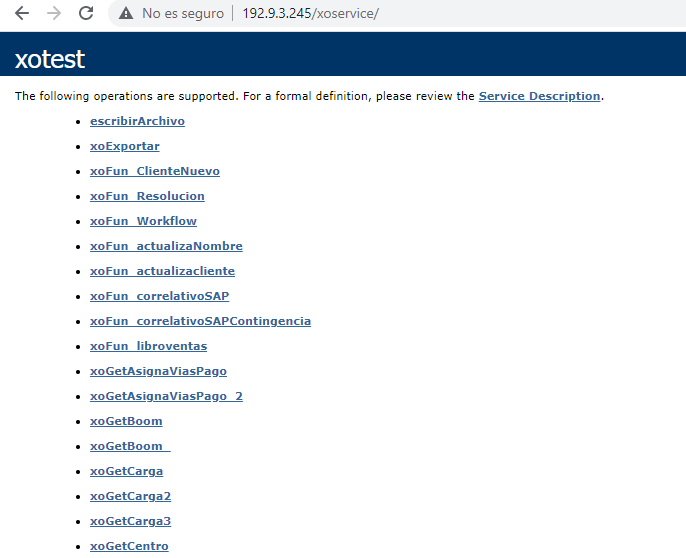 No es seguro 192.9.3.245/xoservice/
xotest
The following operations are supported. For a formal definition, please review the Service Description.
escribirArchivo
xoExportar
xoFun_ClienteNuevo
xoFun_Resolucion
xoFun_Workflow
xoFun_actualizaNombre
xoFun_actualizacliente
xoFun_correlativoSAP
xoFun_correlativoSAPContingencia
xoFun_libroventas
xoGetAsignaViasPago
xoGetAsignaViasPago_2
xoGetBoom
xoGetBoom_
xoGetCarga
xoGetCarga2
xoGetCarga3
xoGetCentro